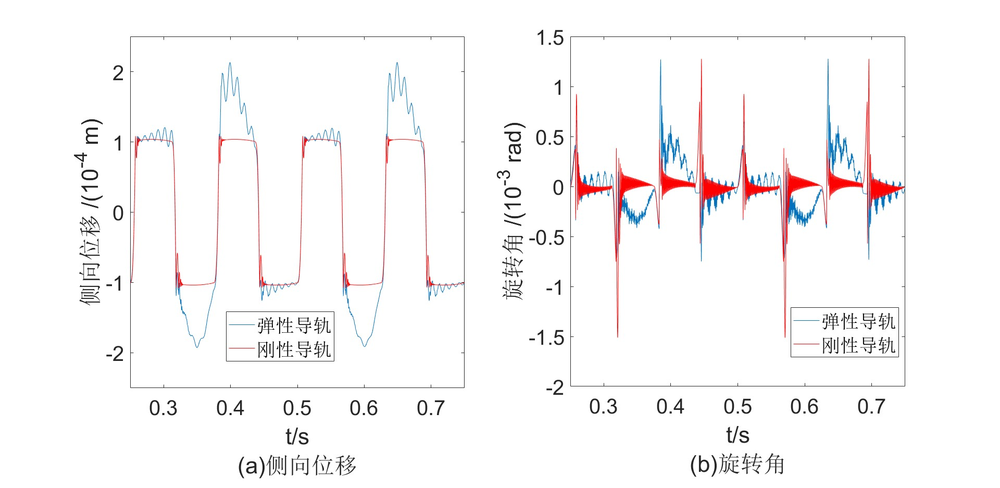 侧向位移 /(10-4 m)
2
1
0
-1
-2
0.3 0.4 0.5 0.6 0.7
t/s
弹性导轨
刚性导轨
(a)侧向位移
旋转角 /(10-3 rad)
1.5
1
0.5
0
-0.5
-1
-1.5
-2
0.3 0.4 0.5 0.6 0.7
t/s
弹性导轨
刚性导轨
(b)旋转角